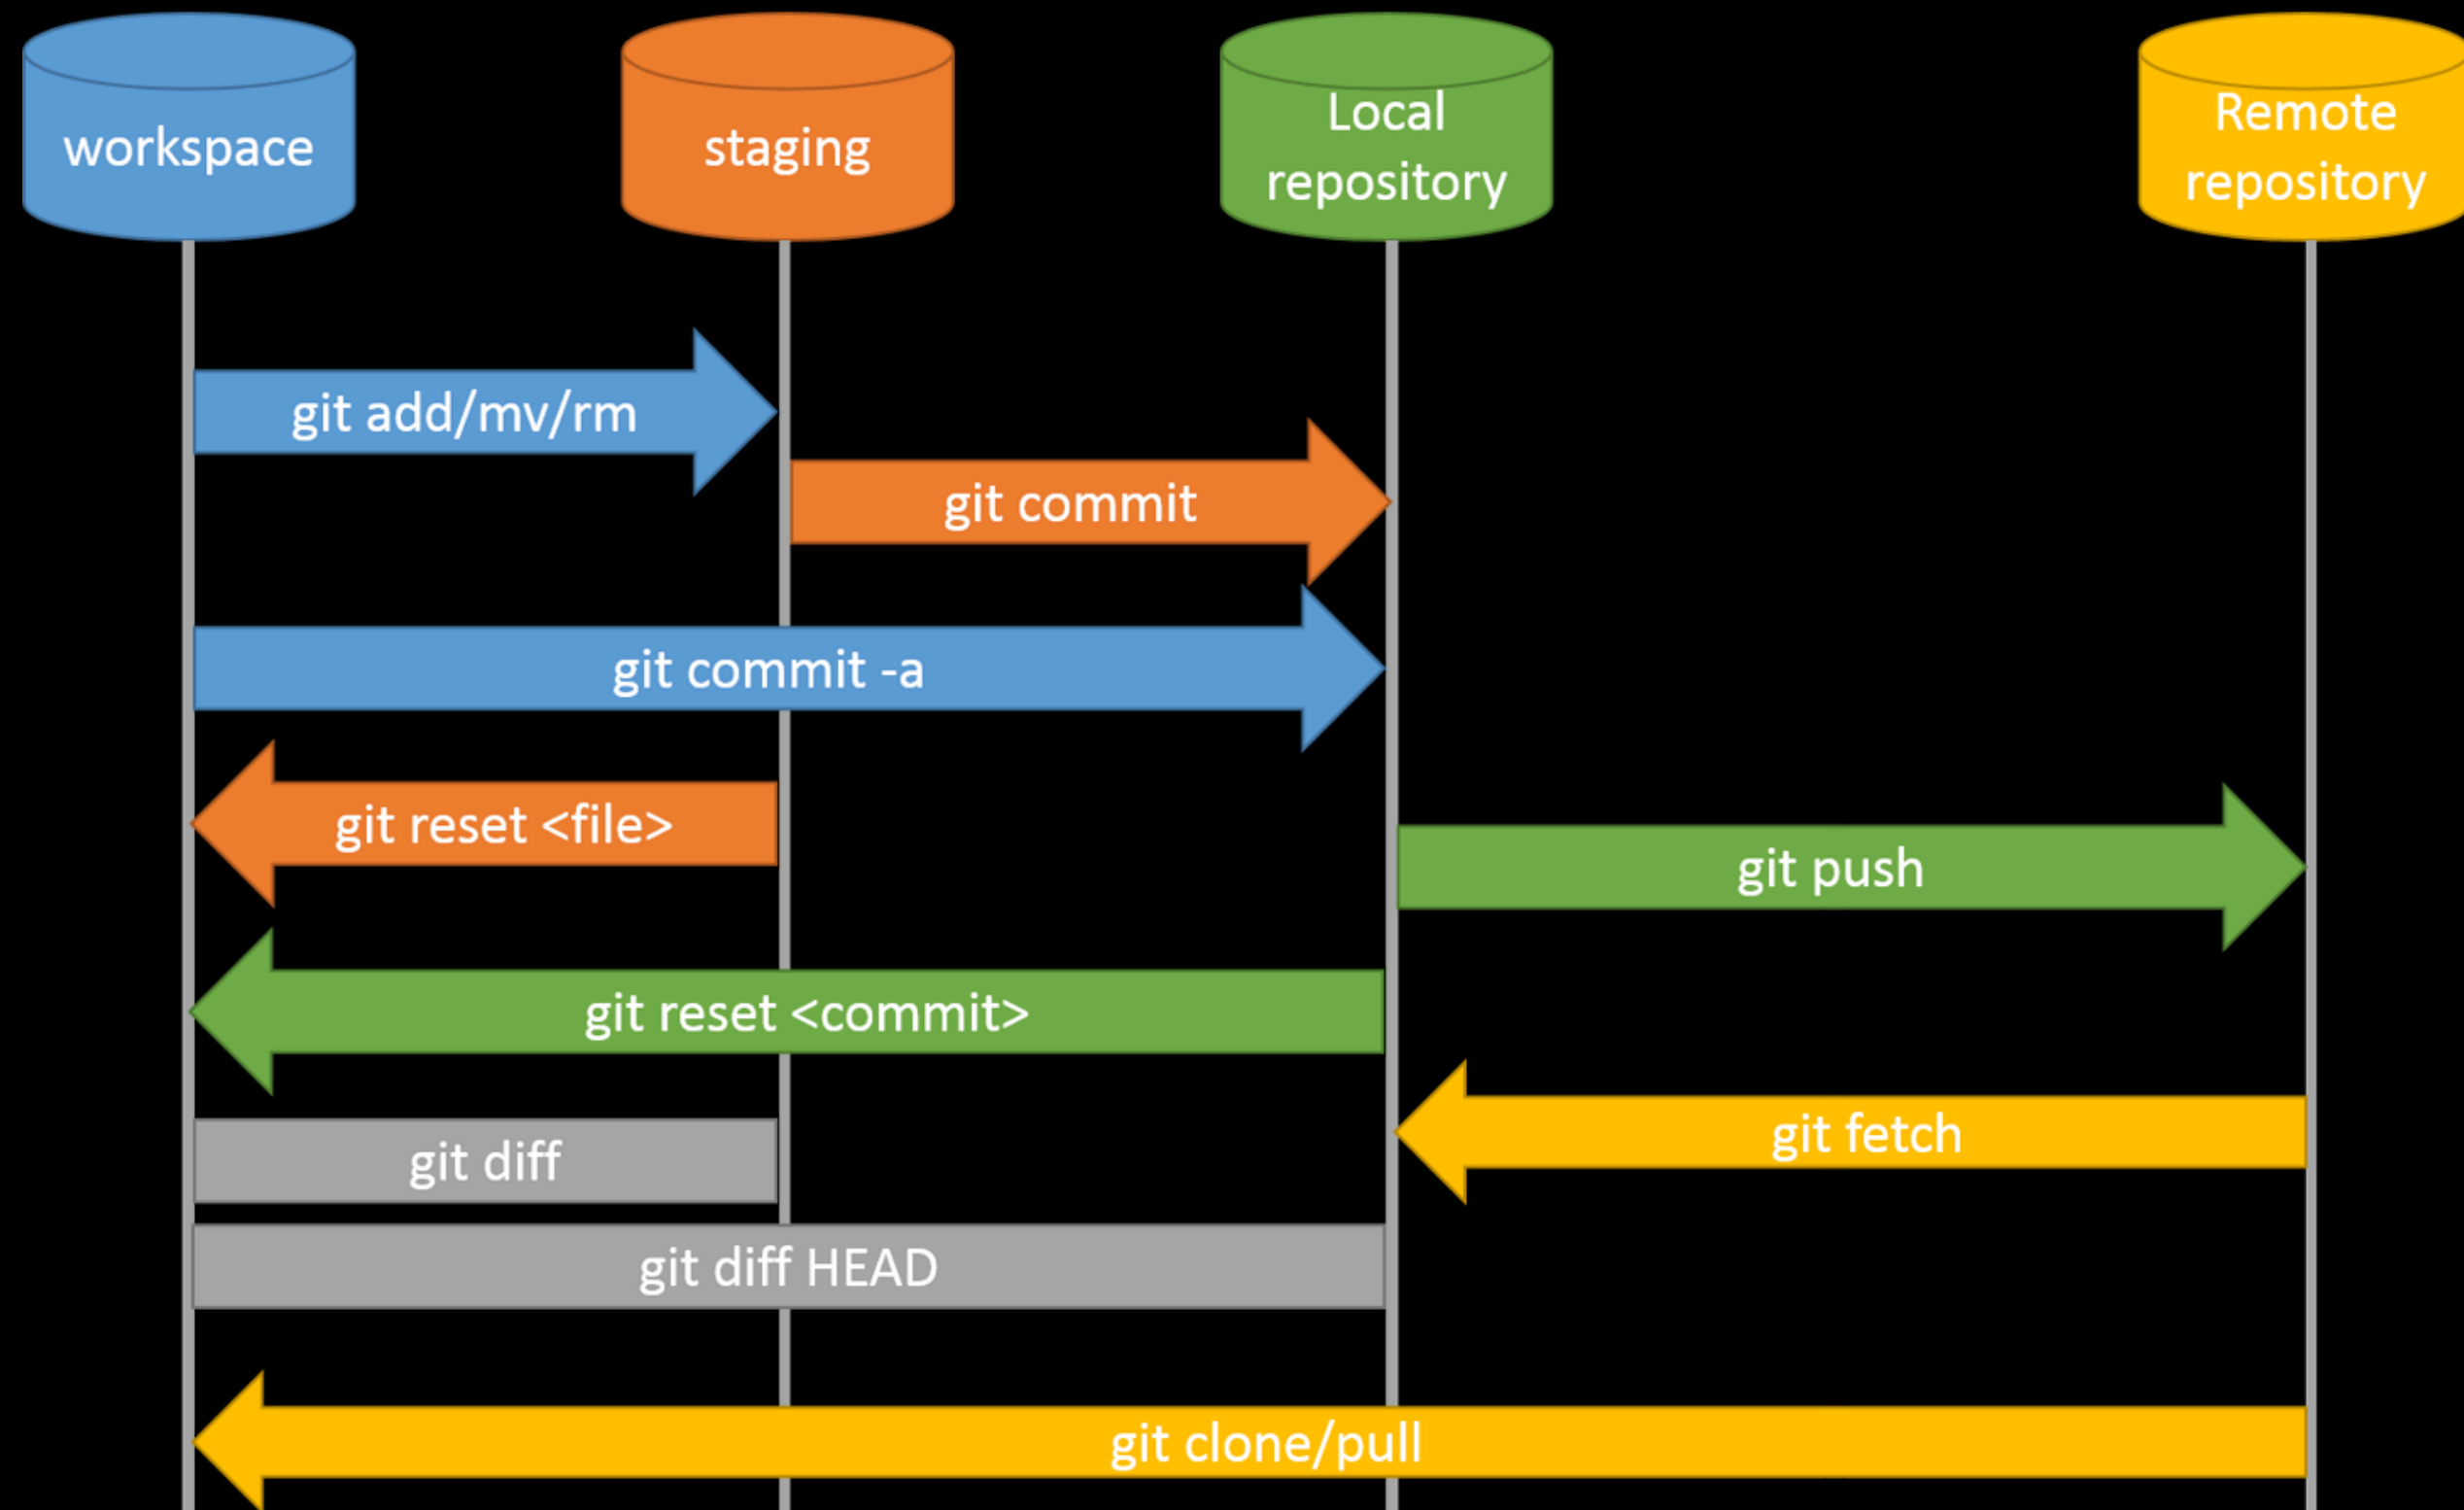 workspace
staging
Local
repository
Remote
repository
git add/mv/rm
git commit
git commit -a
git reset <file>
git push
git reset <commit>
git fetch
git diff
git diff HEAD
git clone/pull